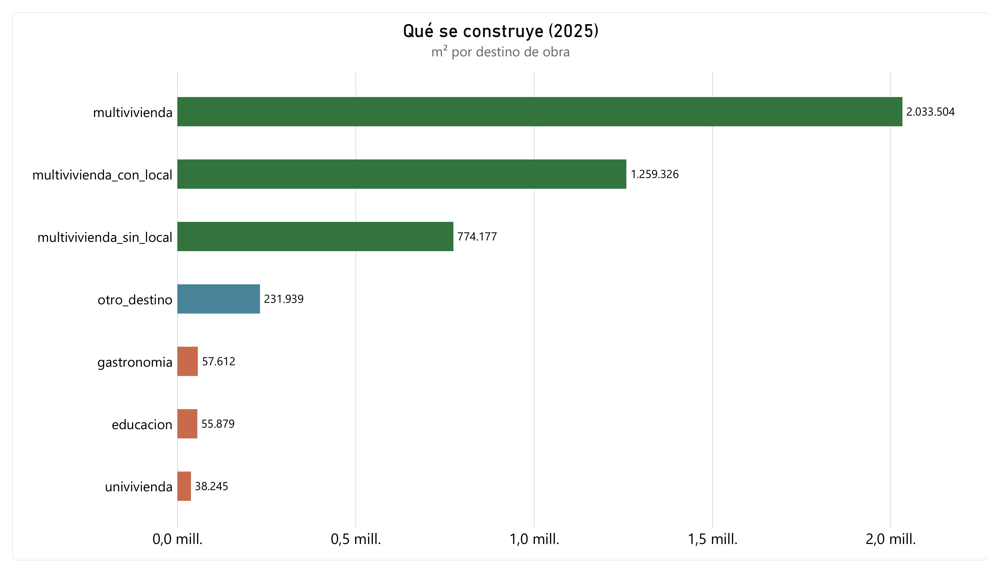 Qué se construye (2025)
m² por destino de obra
multivivienda 2.033.504
multivivienda_con_local 1.259.326
multivivienda_sin_local 774.177
otro_destino 231.939
gastronomia 57.612
educacion 55.879
univivienda 38.245
0,0 mill. 0,5 mill. 1,0 mill. 1,5 mill. 2,0 mill.